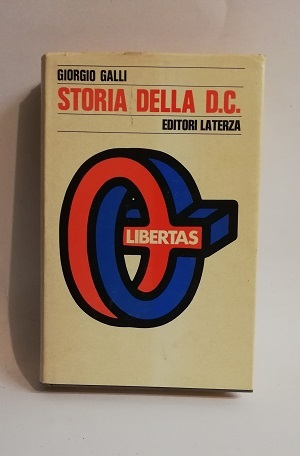 GIORGIO GALLI
STORIA DELLA D.C.
EDITORI LATERZA
LIBERTAS